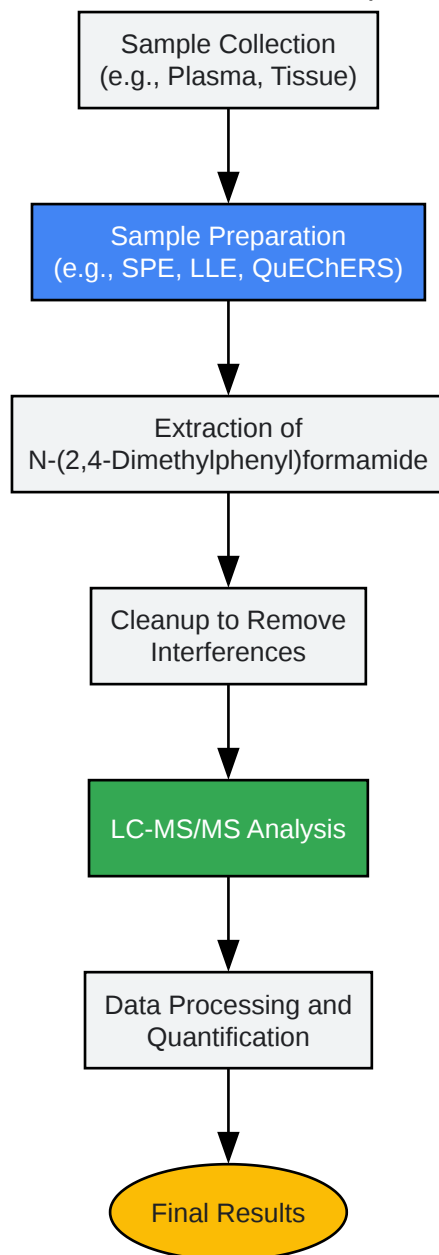 Sample Collection
(e.g., Plasma, Tissue)
Sample Preparation
(e.g., SPE, LLE, QuEChERS)
Extraction of
N-(2,4-Dimethylphenyl)formamide
Cleanup to Remove
Interferences
LC-MS/MS Analysis
Data Processing and
Quantification
Final Results